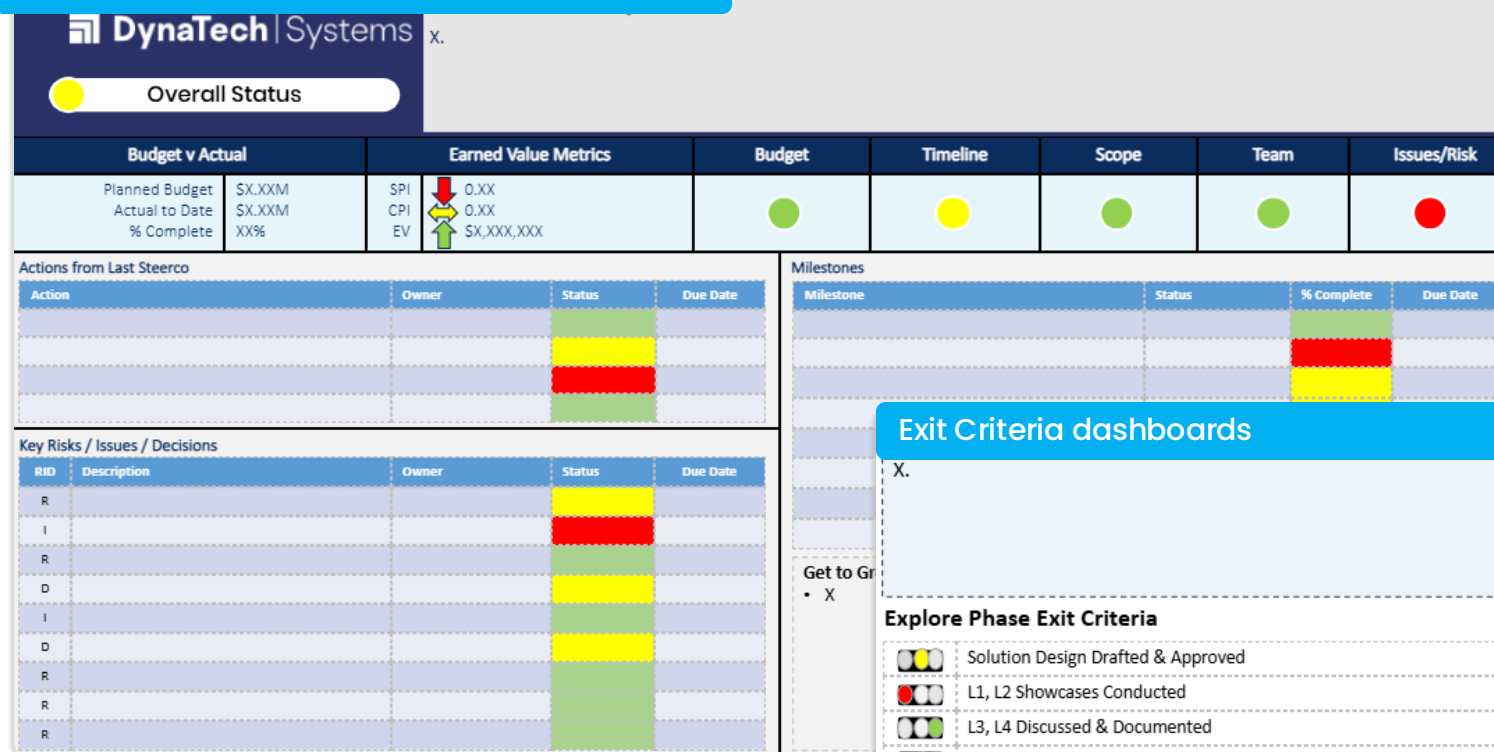 DynaTech|Systems
X.
Overall Status
Budget v Actual
Earned Value Metrics
Budget
Timeline
Scope
Team
Issues/Risk
Planned Budget $X.XXM
Actual to Date $X.XXM
% Complete XX%
SPI 0.XX
CPI 0.XX
EV $X,XXX,XXX
Actions from Last Steerco
Action Owner Status Due Date
Key Risks / Issues / Decisions
RID Description Owner Status Due Date
R
I
R
D
I
D
R
R
R
Milestones
Milestone Status % Complete Due Date
Get to Gr
• X
Exit Criteria dashboards
X.
Explore Phase Exit Criteria
Solution Design Drafted & Approved
L1, L2 Showcases Conducted
L3, L4 Discussed & Documented